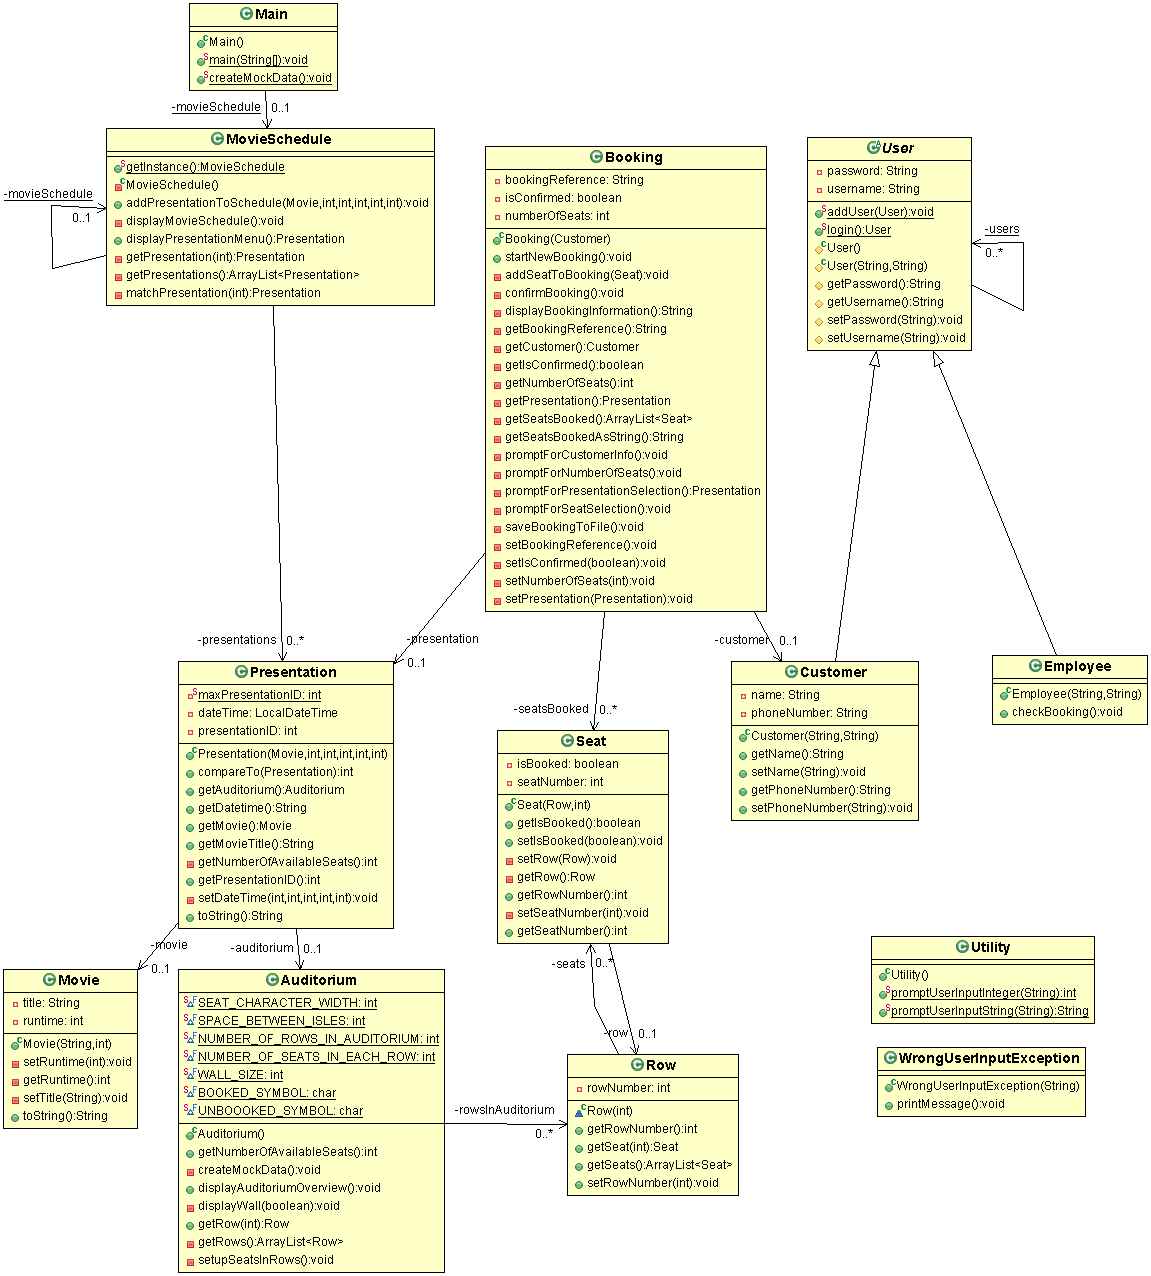 Main
Main()
main(String[]):void
createMockData():void
-movieSchedule
0..1
MovieSchedule
getInstance():MovieSchedule
MovieSchedule()
addPresentationToSchedule(Movie,int,int,int,int,int):void
displayMovieSchedule():void
displayPresentationMenu():Presentation
getPresentation(int):Presentation
getPresentations():ArrayList<Presentation>
matchPresentation(int):Presentation
-movieSchedule
0..1
Booking
bookingReference: String
isConfirmed: boolean
numberOfSeats: int
Booking(Customer)
startNewBooking():void
addSeatToBooking(Seat):void
confirmBooking():void
displayBookingInformation():String
getBookingReference():String
getCustomer():Customer
getIsConfirmed():boolean
getNumberOfSeats():int
getPresentation():Presentation
getSeatsBooked():ArrayList<Seat>
getSeatsBookedAsString():String
promptForCustomerInfo():void
promptForNumberOfSeats():void
promptForPresentationSelection():Presentation
promptForSeatSelection():void
saveBookingToFile():void
setBookingReference():void
setIsConfirmed(boolean):void
setNumberOfSeats(int):void
setPresentation(Presentation):void
User
password: String
username: String
addUser(User):void
login():User
User()
User(String,String)
getPassword():String
getUsername():String
setPassword(String):void
setUsername(String):void
-users
0..*
-presentations
0..*
-presentation
0..1
-seatsBooked
0..*
-customer
0..1
Presentation
maxPresentationID: int
dateTime: LocalDateTime
presentationID: int
Presentation(Movie,int,int,int,int,int)
compareTo(Presentation):int
getAuditorium():Auditorium
getDatetime():String
getMovie():Movie
getMovieTitle():String
getNumberOfAvailableSeats():int
getPresentationID():int
setDateTime(int,int,int,int,int):void
toString():String
Seat
isBooked: boolean
seatNumber: int
Seat(Row,int)
getIsBooked():boolean
setIsBooked(boolean):void
setRow(Row):void
getRow():Row
getRowNumber():int
setSeatNumber(int):void
getSeatNumber():int
Customer
name: String
phoneNumber: String
Customer(String,String)
getName():String
setName(String):void
getPhoneNumber():String
setPhoneNumber(String):void
Employee
Employee(String,String)
checkBooking():void
-movie
0..1
-auditorium
0..1
-seats
0..*
-row
0..1
Movie
title: String
runtime: int
Movie(String,int)
setRuntime(int):void
getRuntime():int
setTitle(String):void
toString():String
Auditorium
SEAT_CHARACTER_WIDTH: int
SPACE_BETWEEN_ISLES: int
NUMBER_OF_ROWS_IN_AUDITORIUM: int
NUMBER_OF_SEATS_IN_EACH_ROW: int
WALL_SIZE: int
BOOKED_SYMBOL: char
UNBOOOKED_SYMBOL: char
Auditorium()
getNumberOfAvailableSeats():int
createMockData():void
displayAuditoriumOverview():void
displayWall(boolean):void
getRow(int):Row
getRows():ArrayList<Row>
setupSeatsInRows():void
-rowsInAuditorium
0..*
Row
rowNumber: int
Row(int)
getRowNumber():int
getSeat(int):Seat
getSeats():ArrayList<Seat>
setRowNumber(int):void
Utility
Utility()
promptUserInputInteger(String):int
promptUserInputString(String):String
WrongUserInputException
WrongUserInputException(String)
printMessage():void